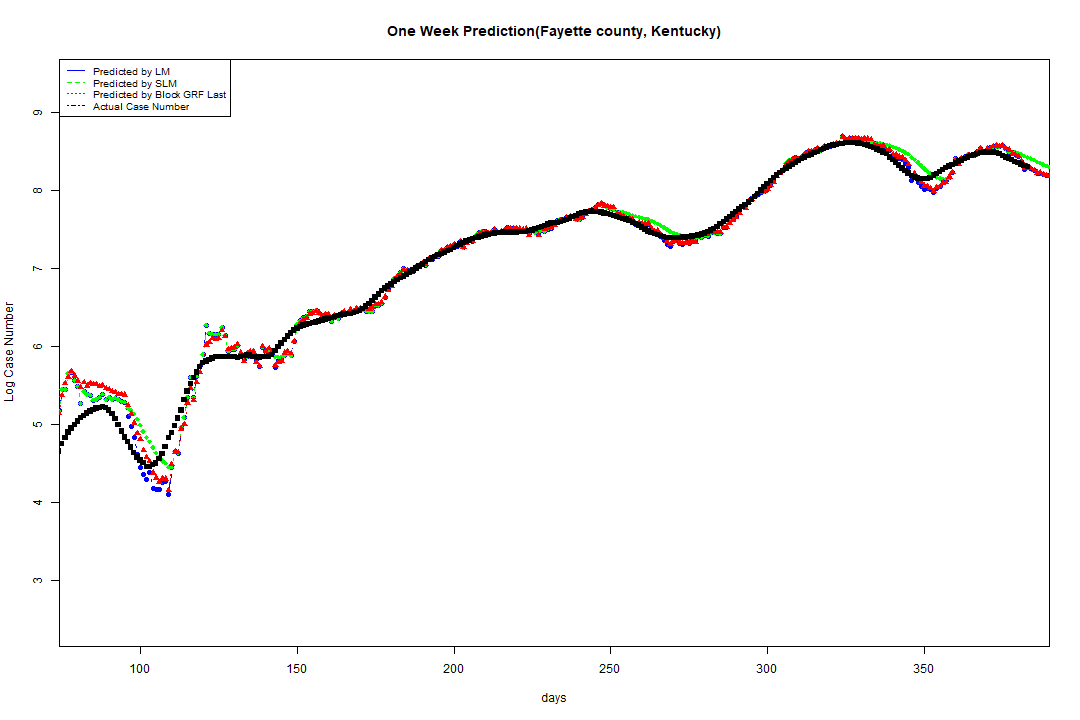 One Week Prediction(Fayette county, Kentucky)
Predicted by LM
Predicted by SLM
Predicted by Block GRF Last
Actual Case Number
9
8
7
6
5
4
3
Log Case Number
100 150 200 250 300 350
days